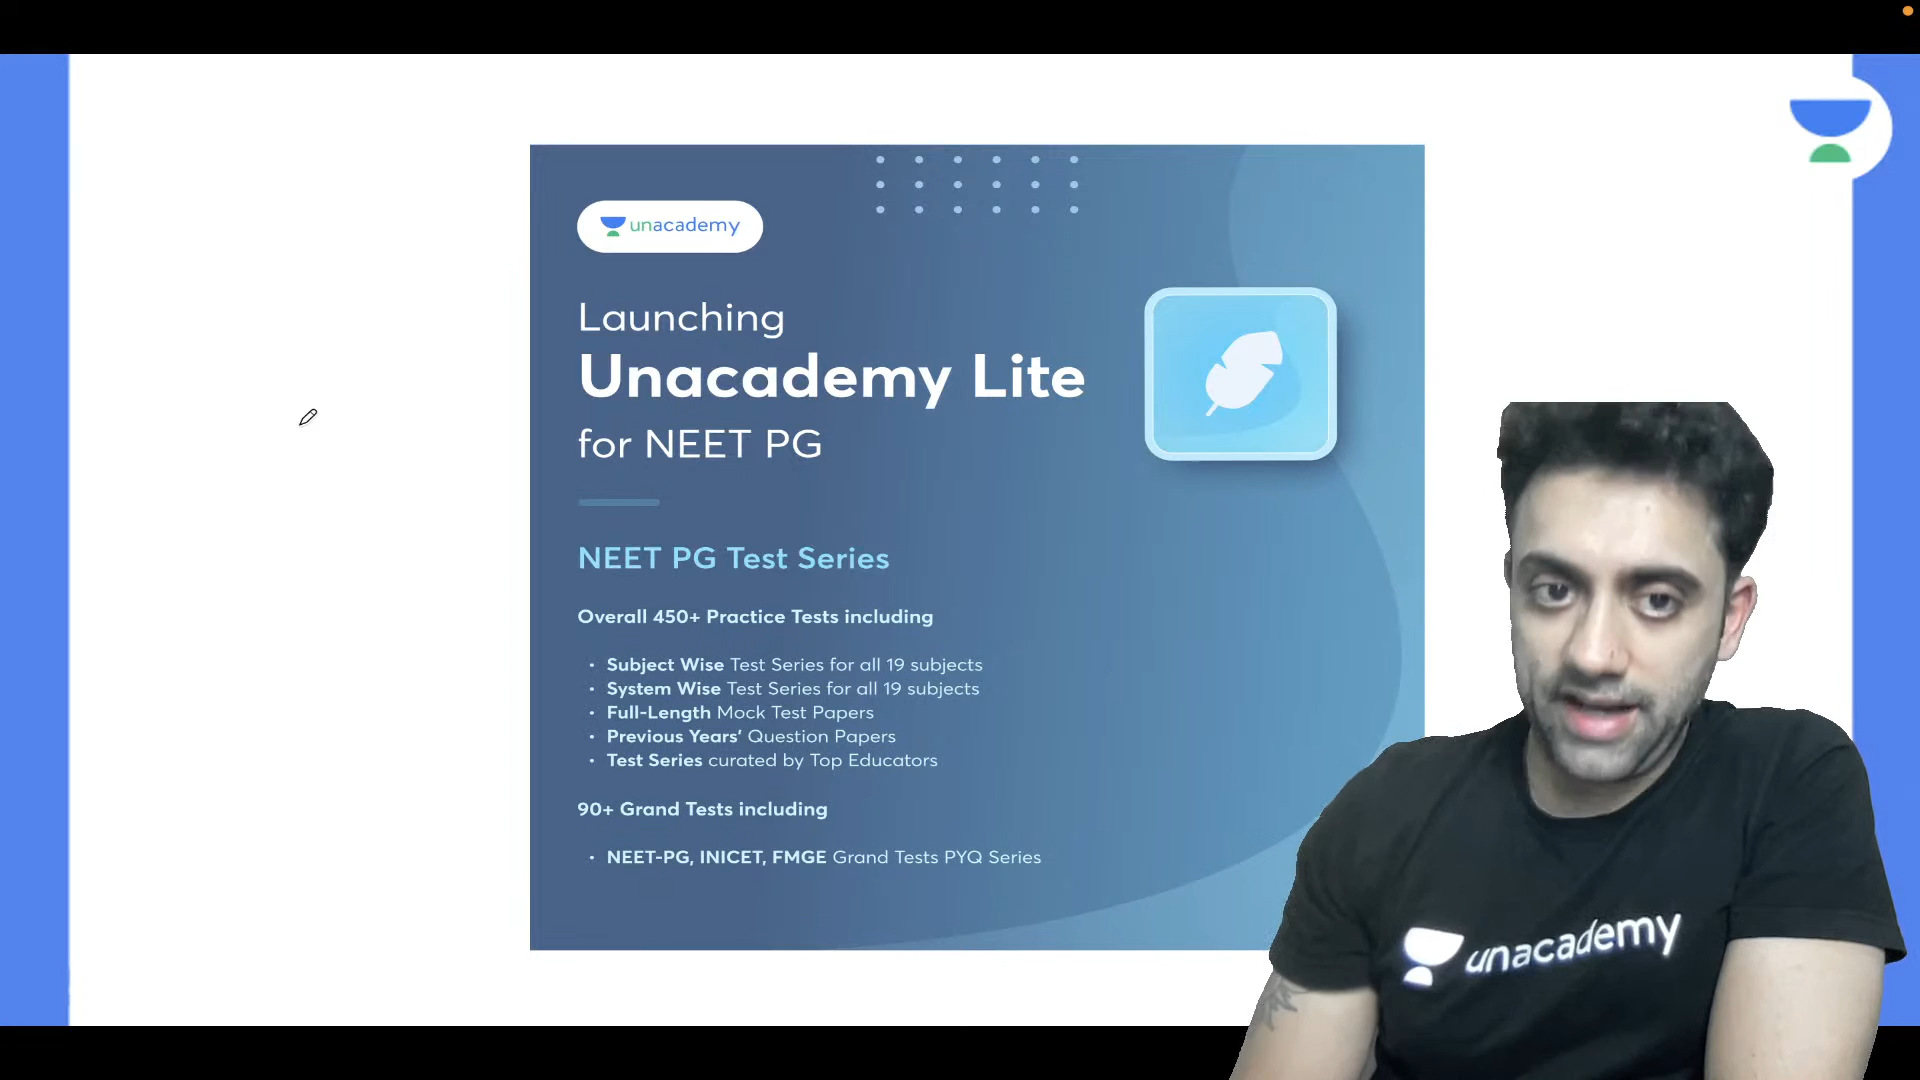 unacademy
Launching
Unacademy Lite
for NEET PG
NEET PG Test Series
Overall 450+ Practice Tests including
• Subject Wise Test Series for all 19 subjects
• System Wise Test Series for all 19 subjects
• Full-Length Mock Test Papers
• Previous Years' Question Papers
• Test Series curated by Top Educators
90+ Grand Tests including
• NEET-PG, INICET, FMGE Grand Tests PYQ Series
unacademy